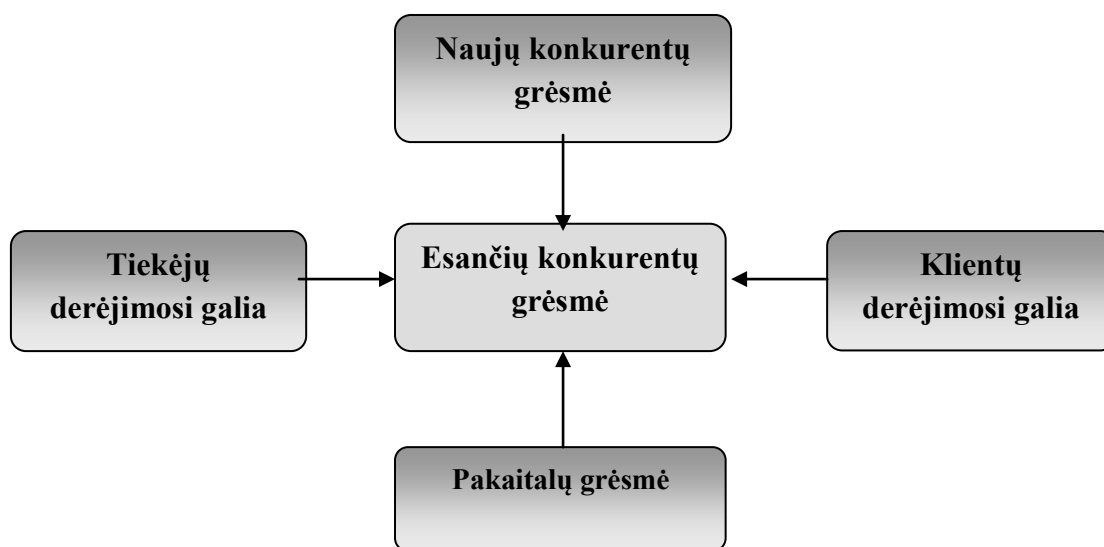 Naujų konkurentų
grėsmė
Tiekėjų
derėjimosi galia
Esančių konkurentų
grėsmė
Klientų
derėjimosi galia
Pakaitalų grėsmė